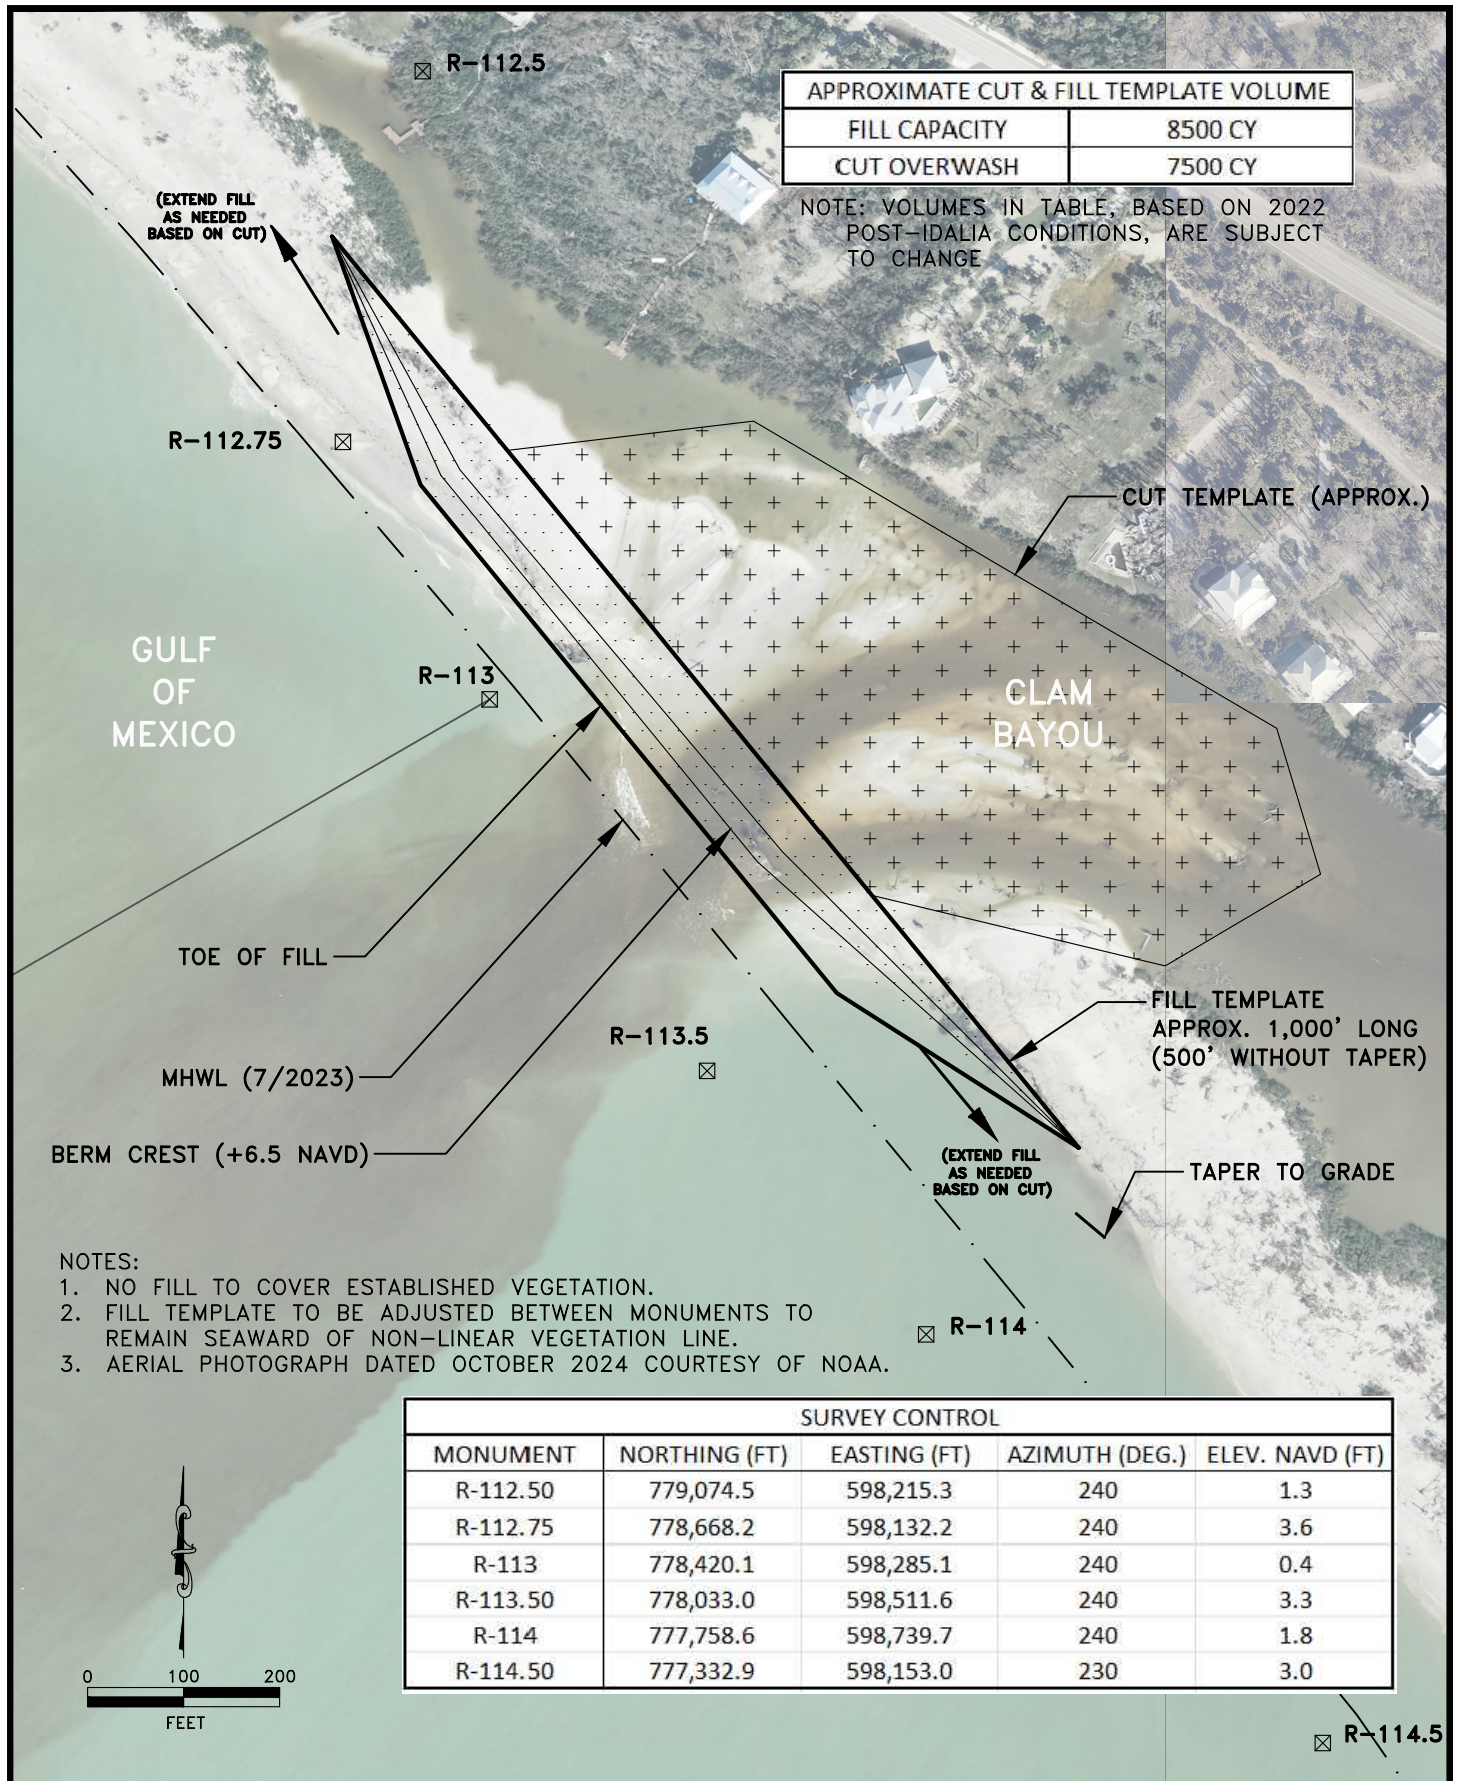 R-112.5
APPROXIMATE CUT & FILL TEMPLATE VOLUME
FILL CAPACITY 8500 CY
CUT OVERWASH 7500 CY
NOTE: VOLUMES IN TABLE, BASED ON 2022
POST-IDALIA CONDITIONS, ARE SUBJECT
TO CHANGE
(EXTEND FILL
AS NEEDED
BASED ON CUT)
R-112.75
CUT TEMPLATE (APPROX.)
GULF
OF
MEXICO
R-113
CLAM
BAYOU
TOE OF FILL
FILL TEMPLATE
APPROX. 1,000' LONG
(500' WITHOUT TAPER)
R-113.5
MHWL (7/2023)
BERM CREST (+6.5 NAVD)
(EXTEND FILL
AS NEEDED
BASED ON CUT)
TAPER TO GRADE
NOTES:
1. NO FILL TO COVER ESTABLISHED VEGETATION.
2. FILL TEMPLATE TO BE ADJUSTED BETWEEN MONUMENTS TO
REMAIN SEAWARD OF NON-LINEAR VEGETATION LINE.
3. AERIAL PHOTOGRAPH DATED OCTOBER 2024 COURTESY OF NOAA.
R-114
SURVEY CONTROL
MONUMENT NORTHING (FT) EASTING (FT) AZIMUTH (DEG.) ELEV. NAVD (FT)
R-112.50 779,074.5 598,215.3 240 1.3
R-112.75 778,668.2 598,132.2 240 3.6
R-113 778,420.1 598,285.1 240 0.4
R-113.50 778,033.0 598,511.6 240 3.3
R-114 777,758.6 598,739.7 240 1.8
R-114.50 777,332.9 598,153.0 230 3.0
0 100 200
FEET
R-114.5